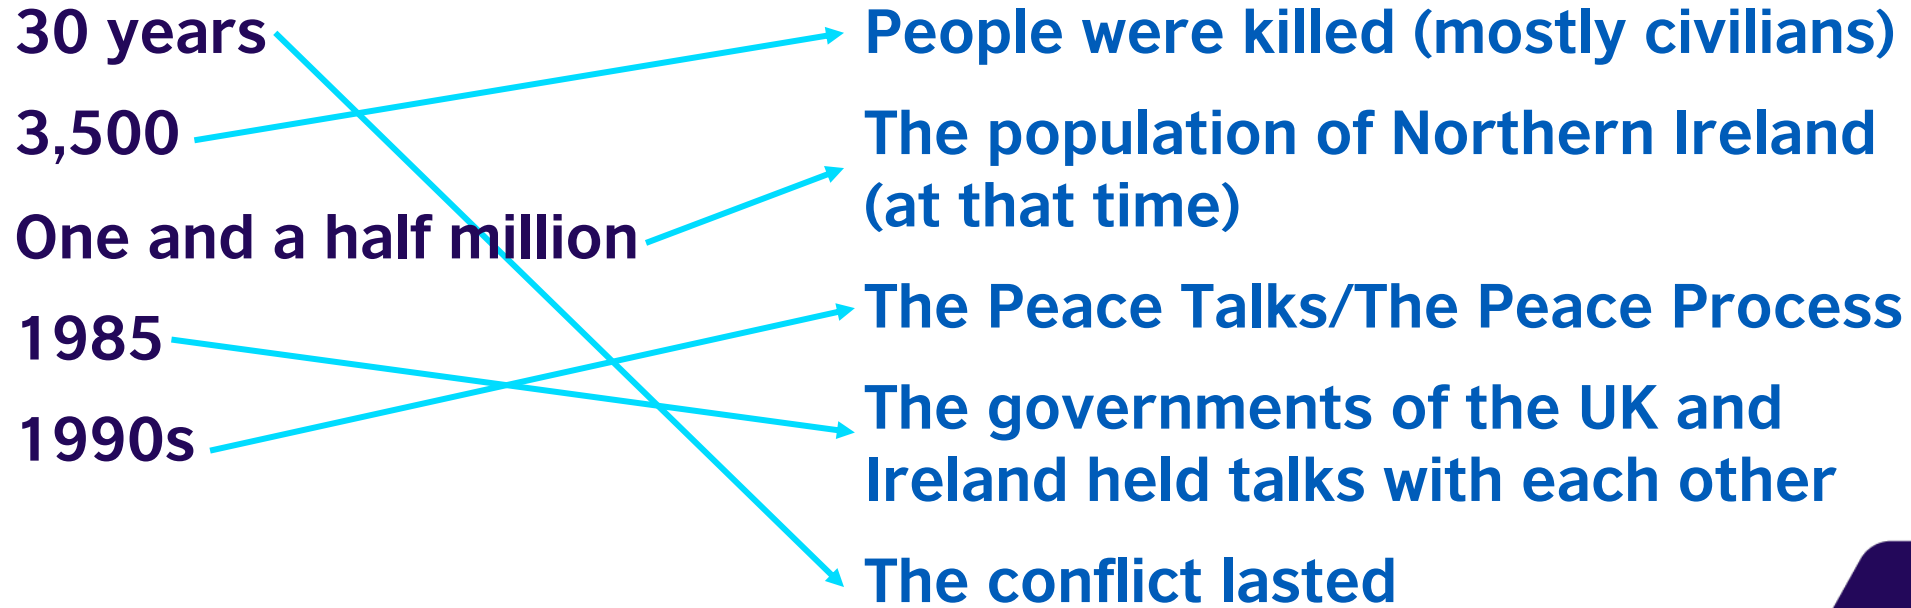 30 years
3,500
One and a half million
1985
1990s
People were killed (mostly civilians)
The population of Northern Ireland
(at that time)
The Peace Talks/The Peace Process
The governments of the UK and
Ireland held talks with each other
The conflict lasted